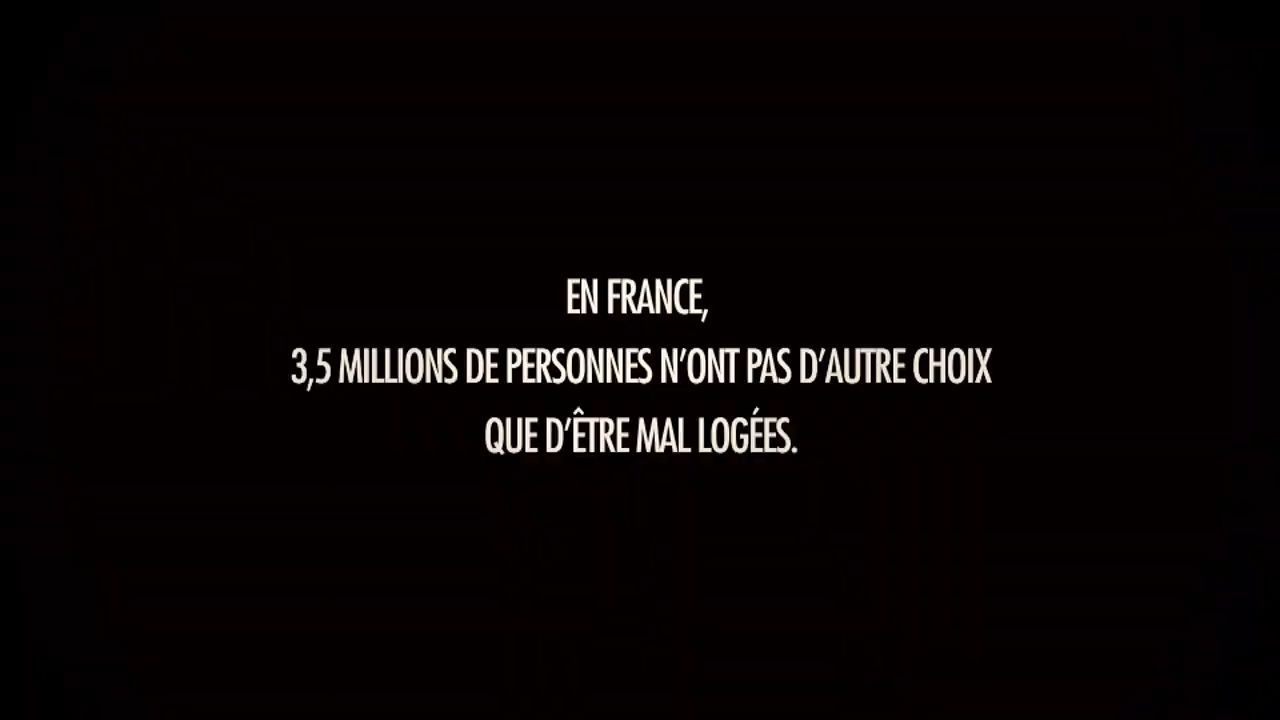 EN FRANCE,
3,5 MILLIONS DE PERSONNES N'ONT PAS D'AUTRE CHOIX
QUE D'ÊTRE MAL LOGÉES.